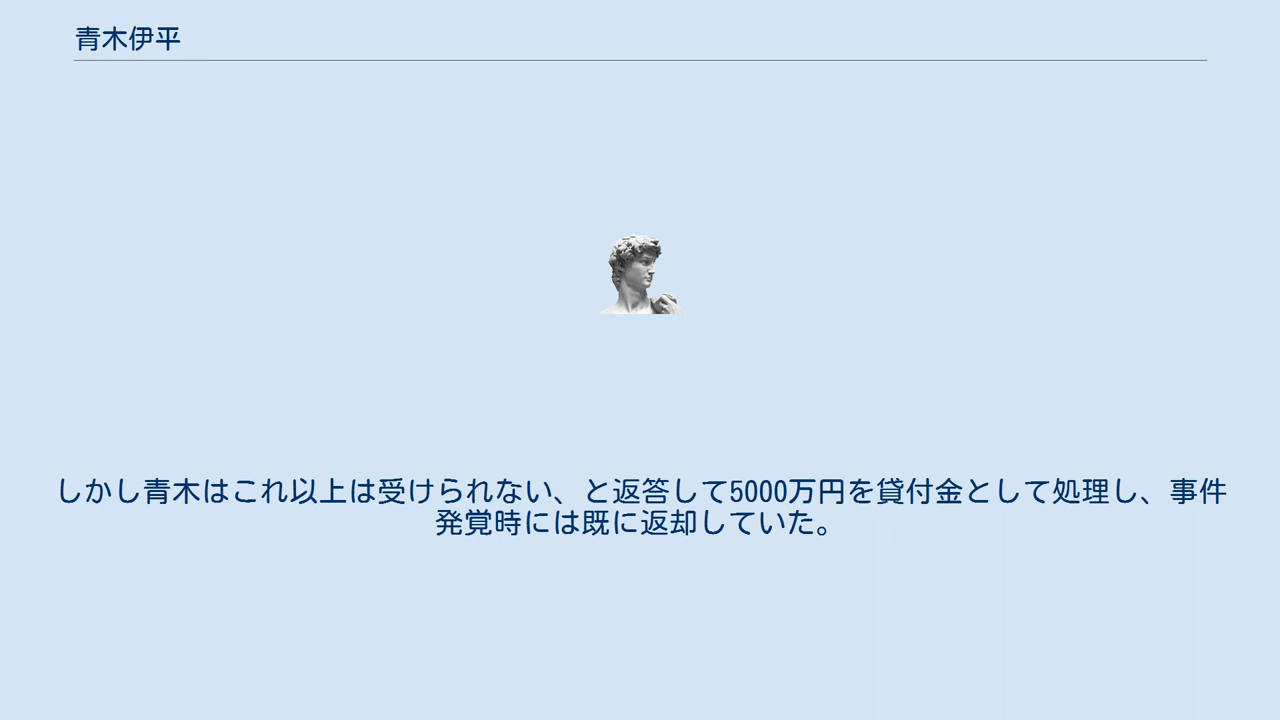 青木伊平
しかし青木はこれ以上は受けられない、と返答して5000万円を貸付金として処理し、事件
発覚時には既に返却していた。